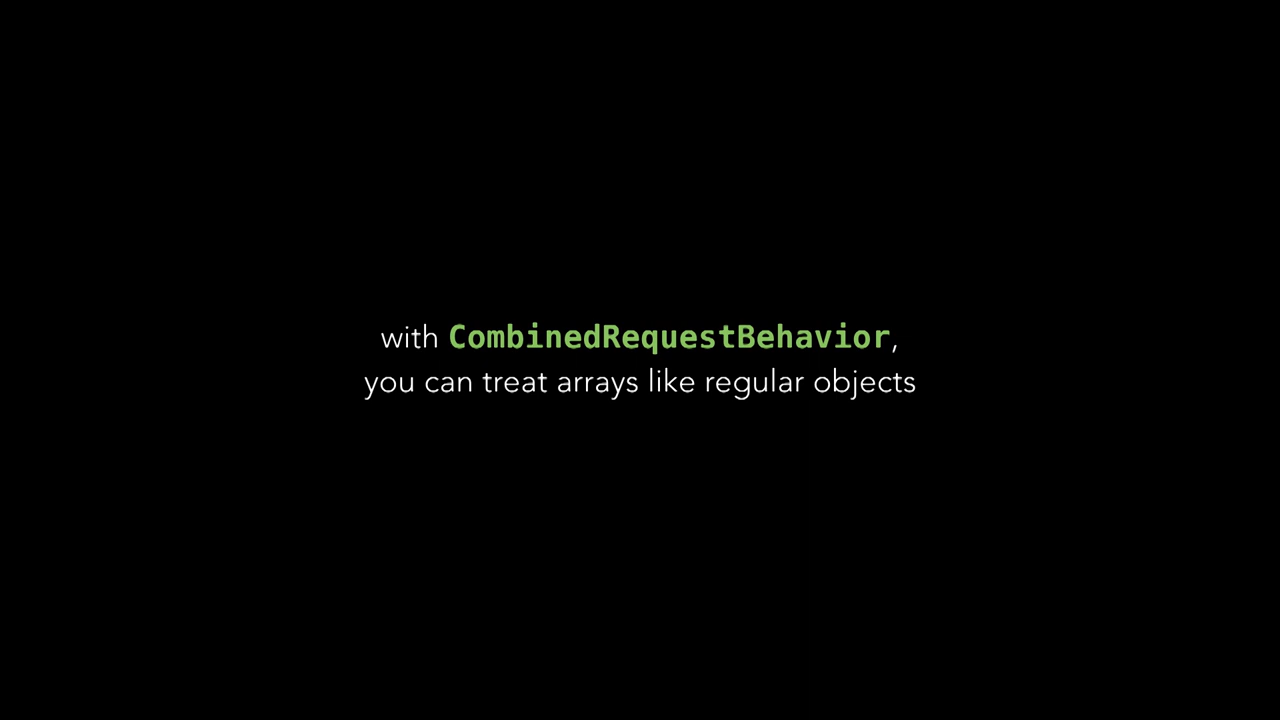 with CombinedRequestBehavior,
you can treat arrays like regular objects